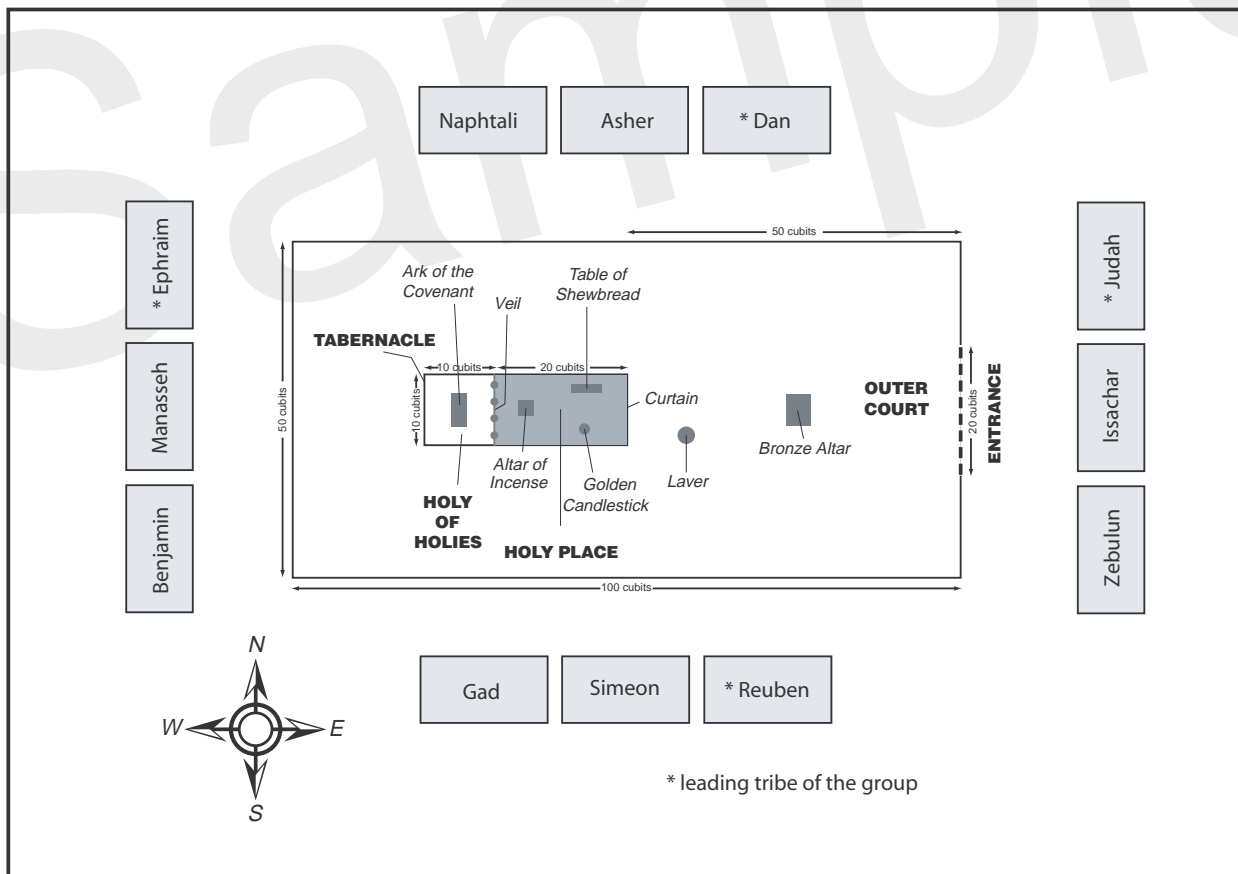 Sample
Naphtali
Asher
* Dan
* Ephraim
Manasseh
Benjamin
* Judah
Issachar
Zebulun
50 cubits
Ark of the
Covenant
Table of
Shewbread
Veil
TABERNACLE
10 cubits
20 cubits
10 cubits
50 cubits
Curtain
OUTER
COURT
20 cubits
ENTRANCE
Bronze Altar
Altar of
Incense
Golden
Candlestick
Laver
HOLY
OF
HOLIES
HOLY PLACE
100 cubits
Gad
Simeon
* Reuben
N
W
E
S
* leading tribe of the group